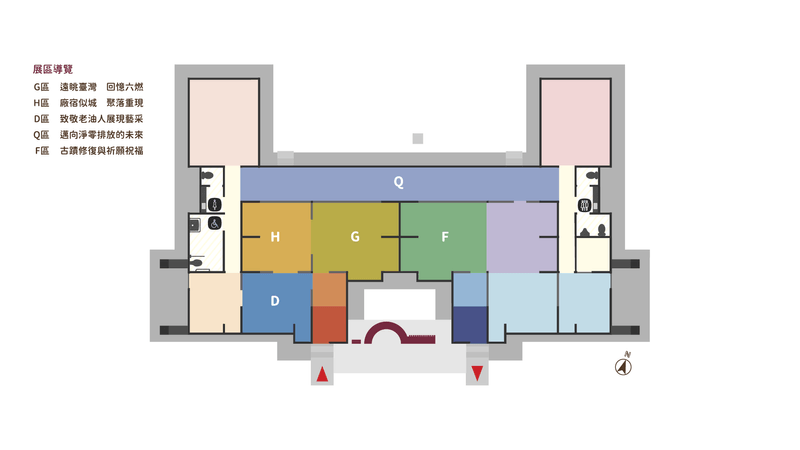 展區導覽
G區 遠眺臺灣 回憶六燃
H區 廠宿似城 聚落重現
D區 致敬老油人展現藝采
Q區 邁向淨零排放的未來
F區 古蹟修復與祈願祝福
Q
H
G
F
D
N